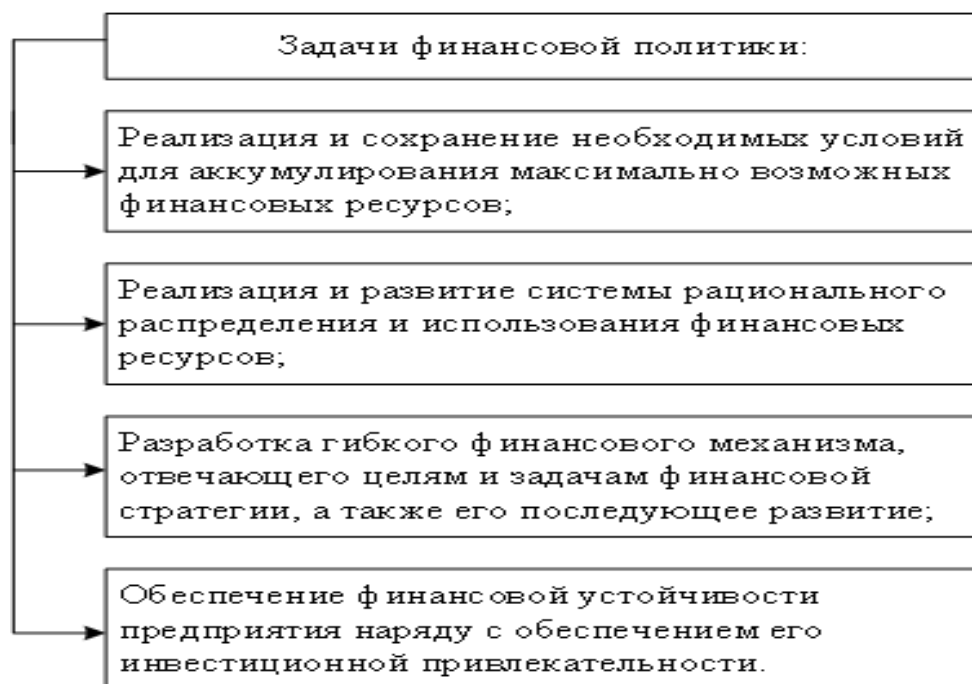 Задачи финансовой политики:
Реализация и сохранение необходимых условий
для аккумулирования максимально возможных
финансовых ресурсов;
Реализация и развитие системы рационального
распределения и использования финансовых
ресурсов;
Разработка гибкого финансового механизма,
отвечающего целям и задачам финансовой
стратегии, а также его последующее развитие;
Обеспечение финансовой устойчивости
предприятия наряду с обеспечением его
инвестиционной привлекательности.